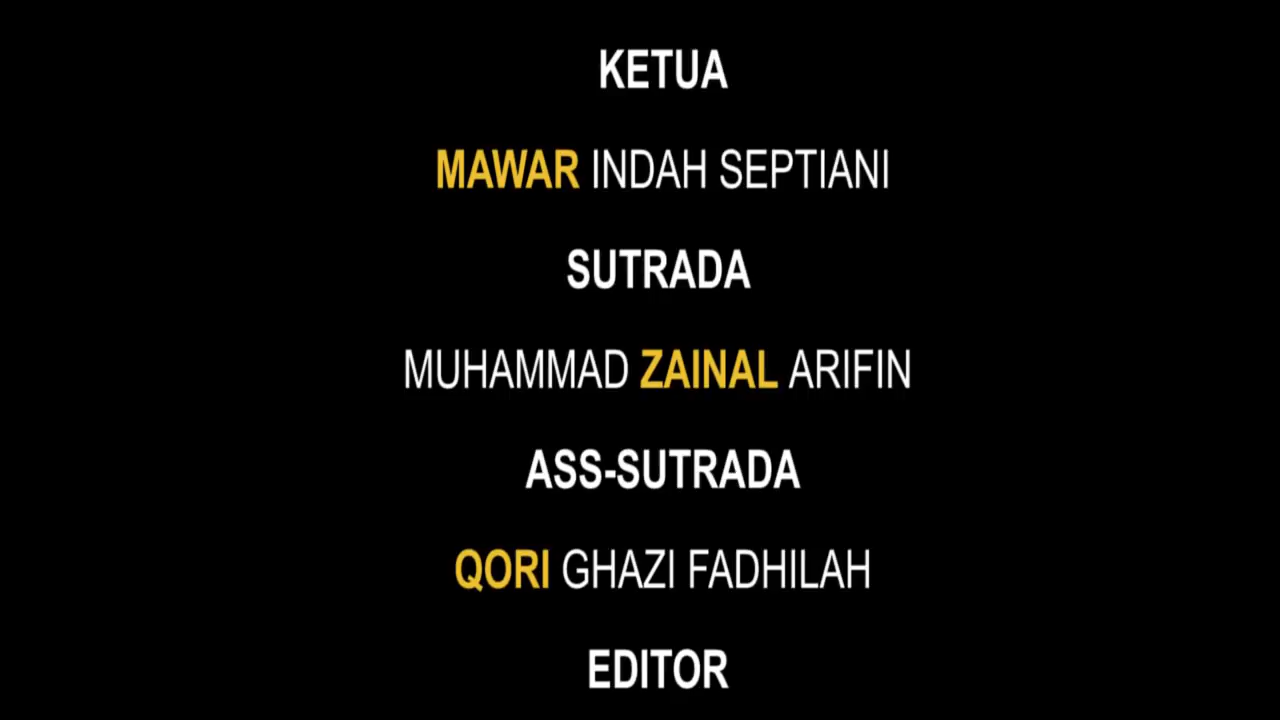 KETUA
MAWAR INDAH SEPTIANI
SUTRADA
MUHAMMAD ZAINAL ARIFIN
ASS-SUTRADA
QORI GHAZI FADHILAH
EDITOR